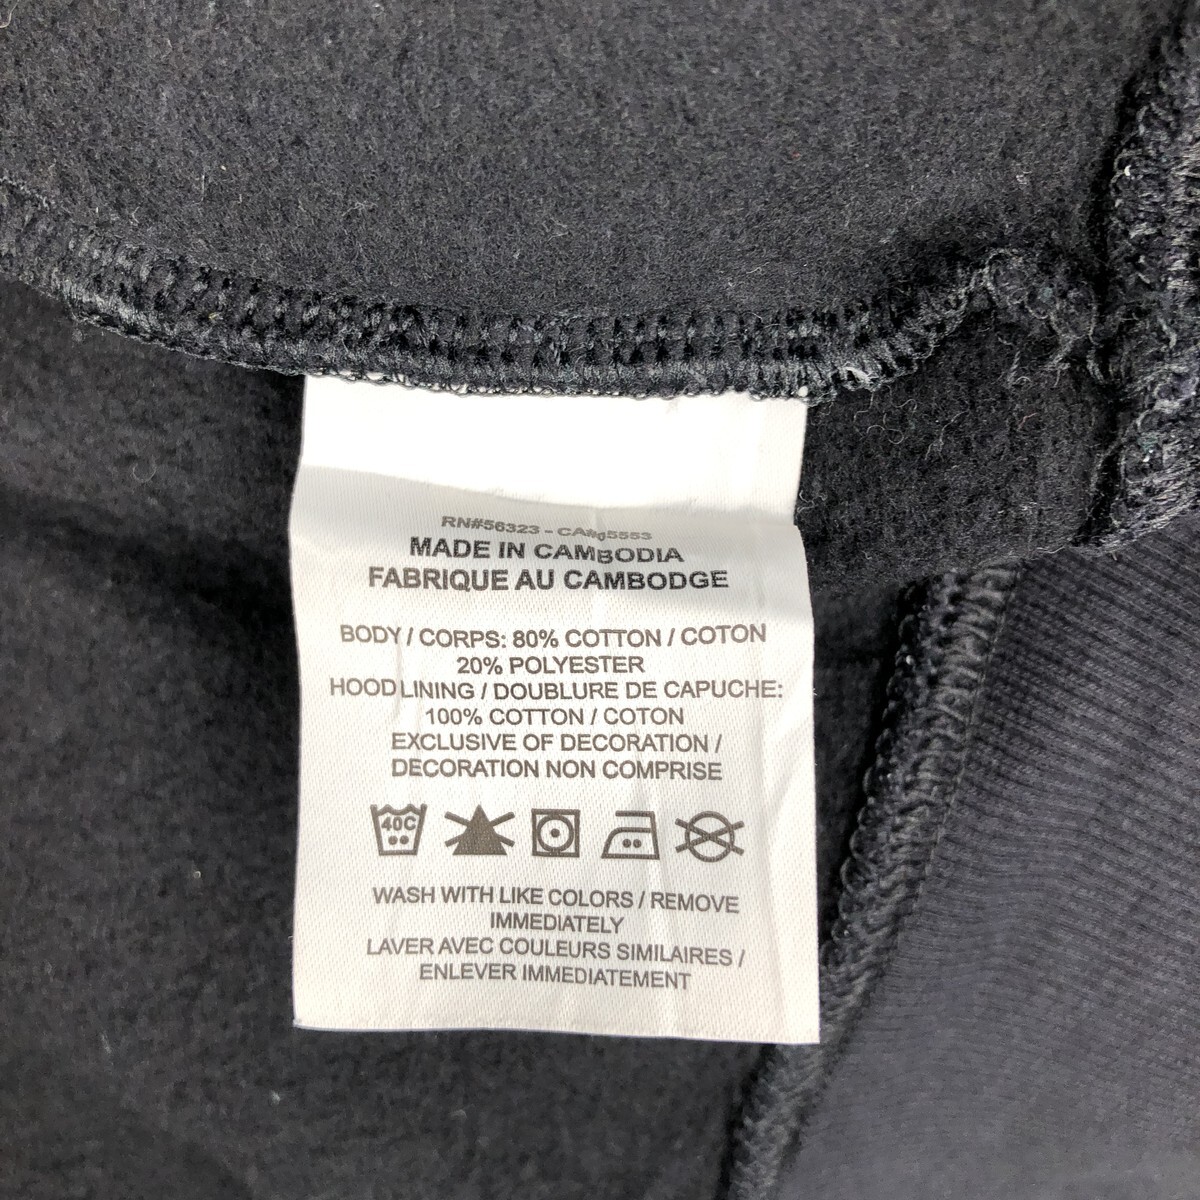 RN#56323 - CA#05553
MADE IN CAMBODIA
FABRIQUE AU CAMBODGE
BODY / CORPS: 80% COTTON / COTON
20% POLYESTER
HOOD LINING / DOUBLURE DE CAPUCHE:
100% COTTON / COTON
EXCLUSIVE OF DECORATION /
DECORATION NON COMPRISE
40C
WASH WITH LIKE COLORS / REMOVE
IMMEDIATELY
LAVER AVEC COULEURS SIMILAIRES /
ENLEVER IMMEDIATEMENT